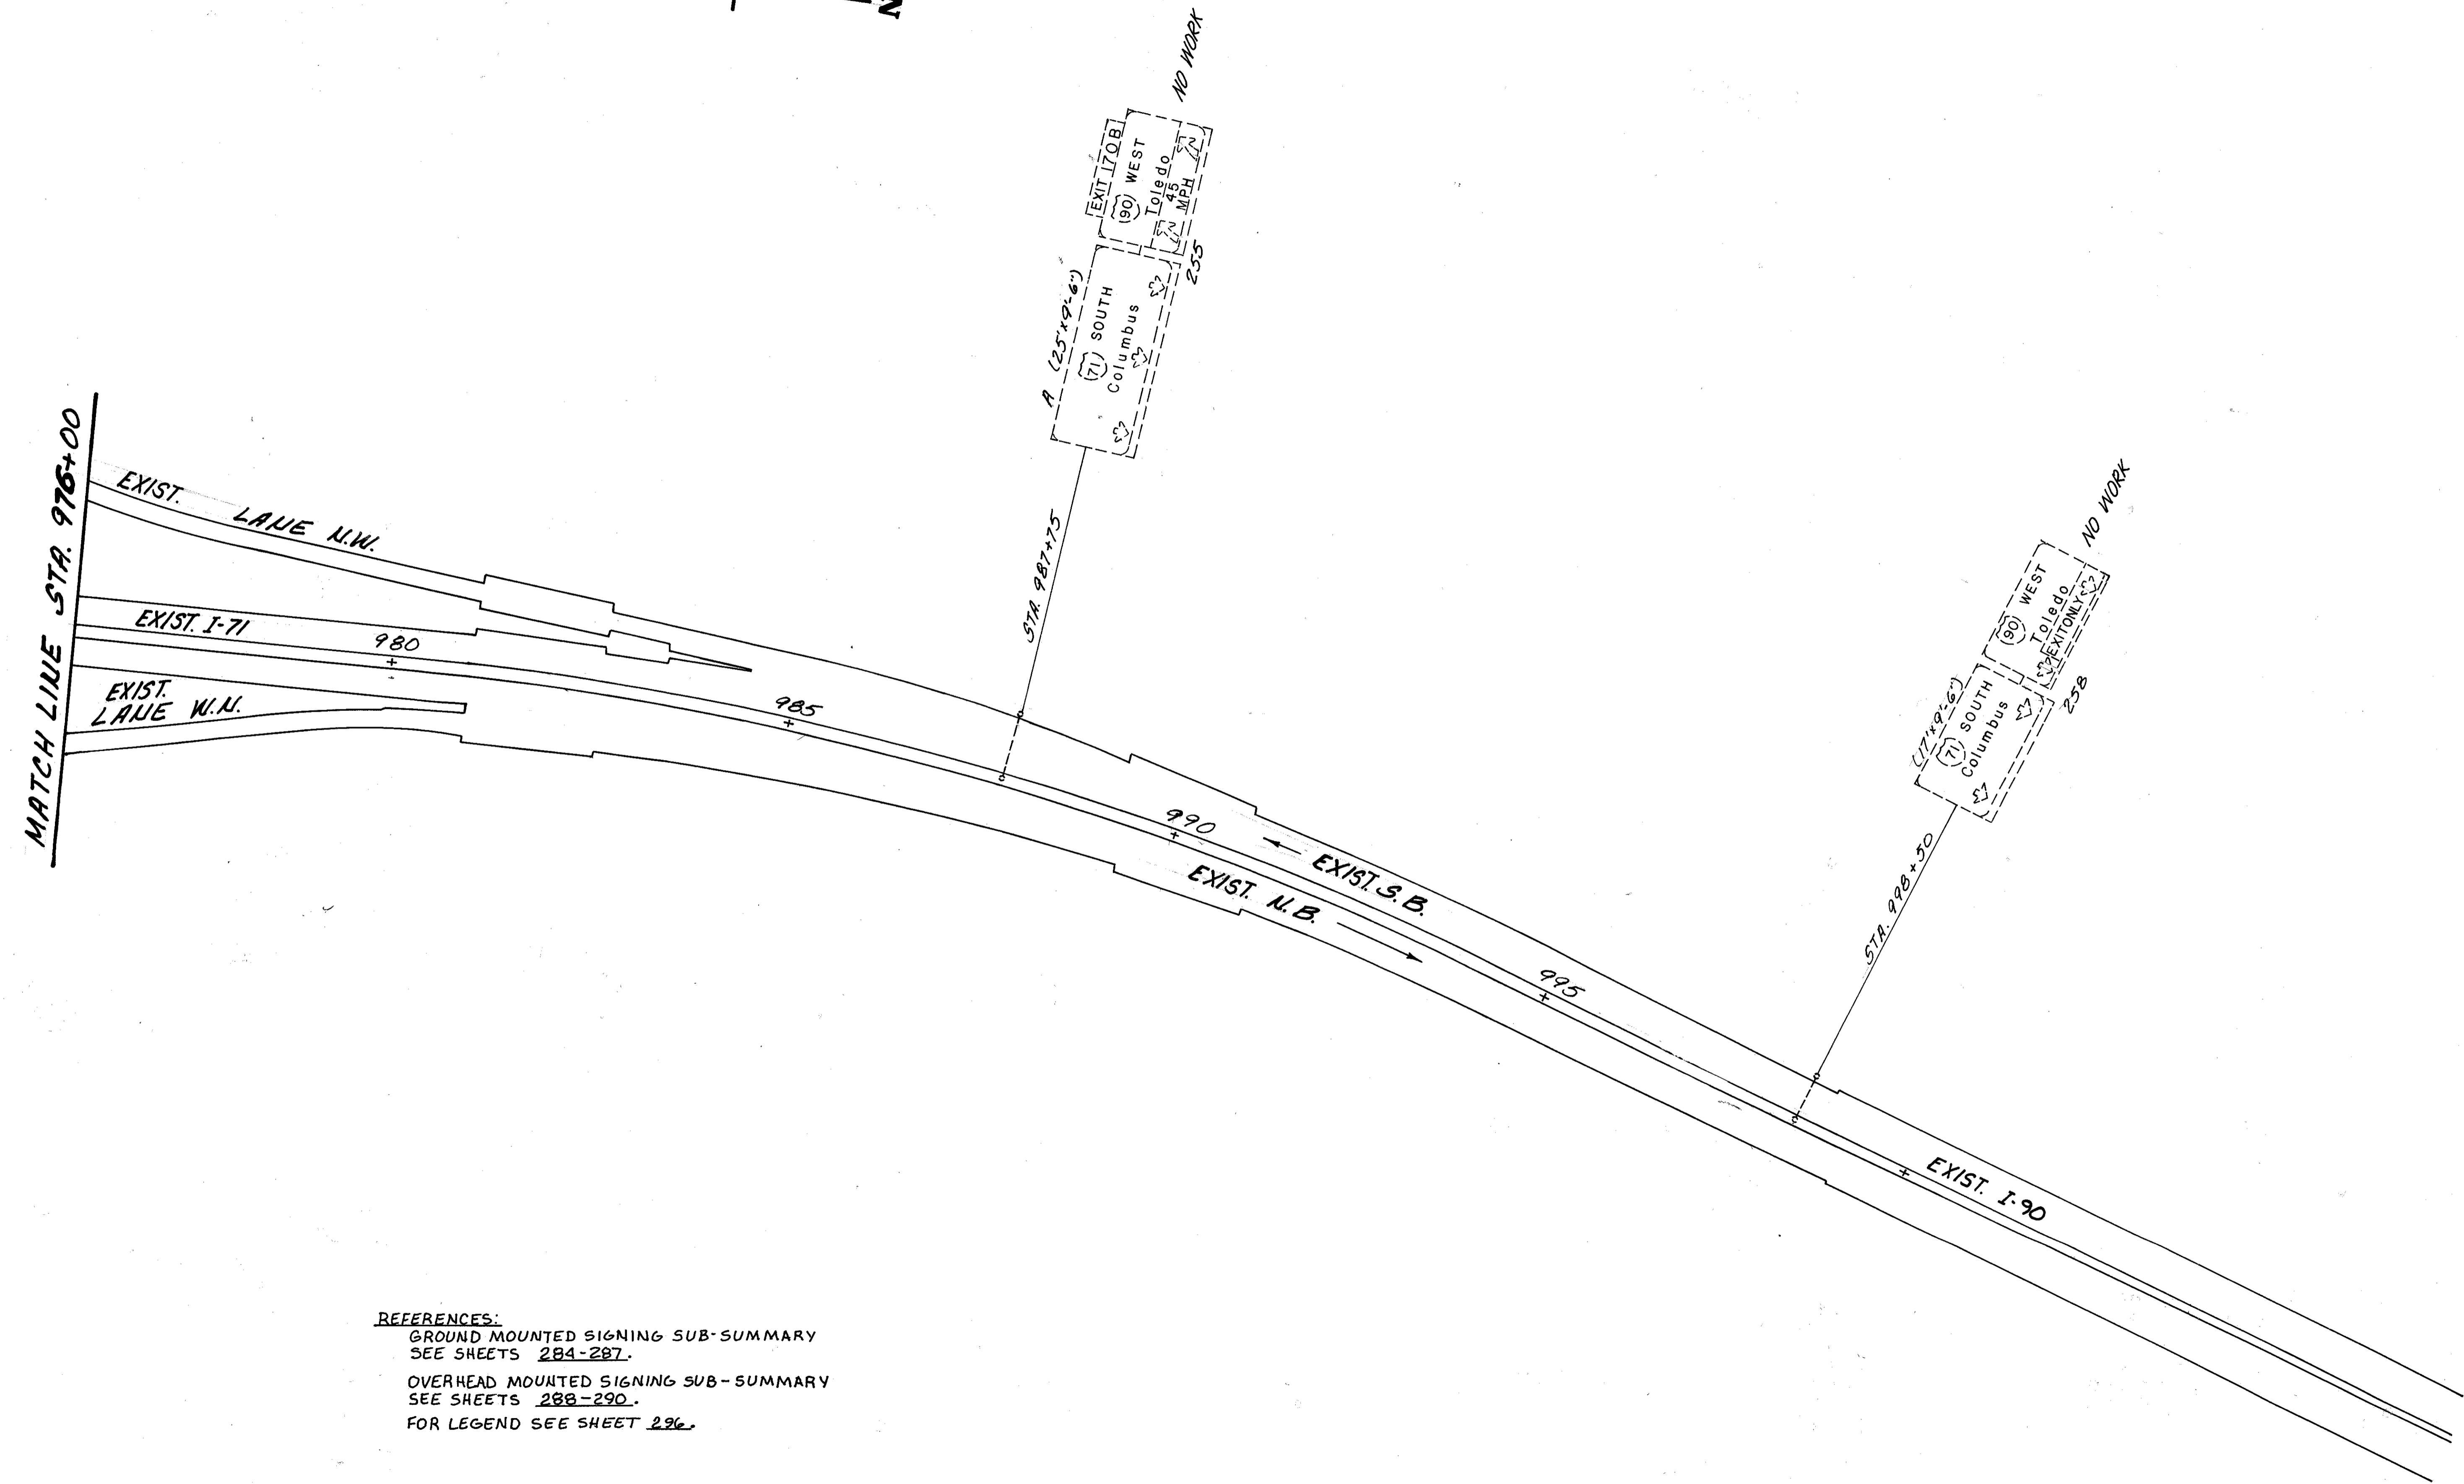 N
NO WORK
EXIT 170B
90 WEST
Toledo
45
MPH
255
A (25'x9'-6")
71 SOUTH
Columbus
STA. 987+75
MATCH LINE STA. 976+00
EXIST.
LANE N.W.
EXIST. I-71
980
EXIST.
LANE W.N.
985
990
EXIST. S.B.
EXIST. N.B.
995
NO WORK
90 WEST
Toledo
EXIT ONLY
258
(17'x9'-6")
71 SOUTH
Columbus
STA. 998+50
EXIST. I-90
REFERENCES:
GROUND MOUNTED SIGNING SUB-SUMMARY
SEE SHEETS 284-287.
OVERHEAD MOUNTED SIGNING SUB-SUMMARY
SEE SHEETS 288-290.
FOR LEGEND SEE SHEET 296.